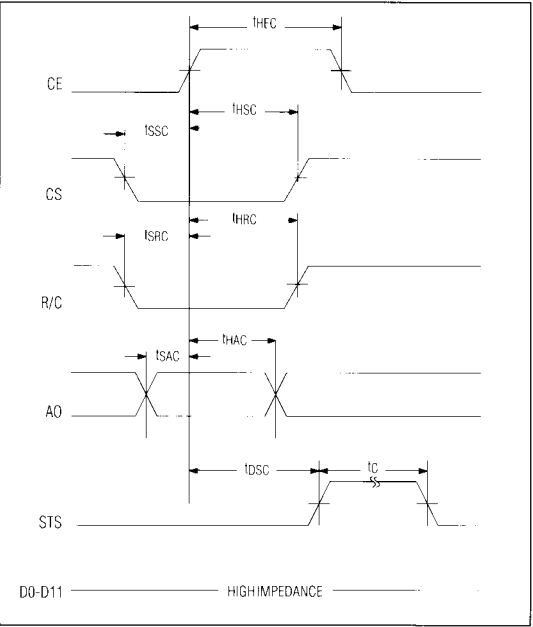 tHEC
CE
tHSC
tSSC
CS
tHRC
tSRC
R/C
tHAC
tSAC
AO
tDSC
tC
STS
D0-D11
HIGH IMPEDANCE